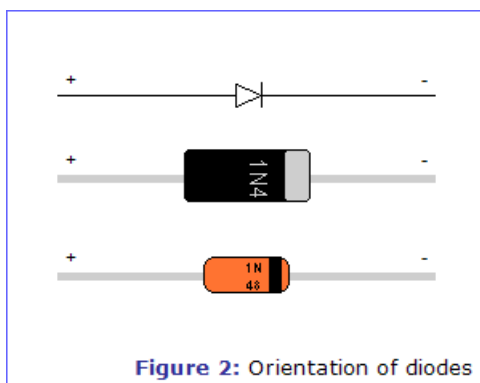 + -
+ 1N4 -
+ 1N -
48
Figure 2: Orientation of diodes